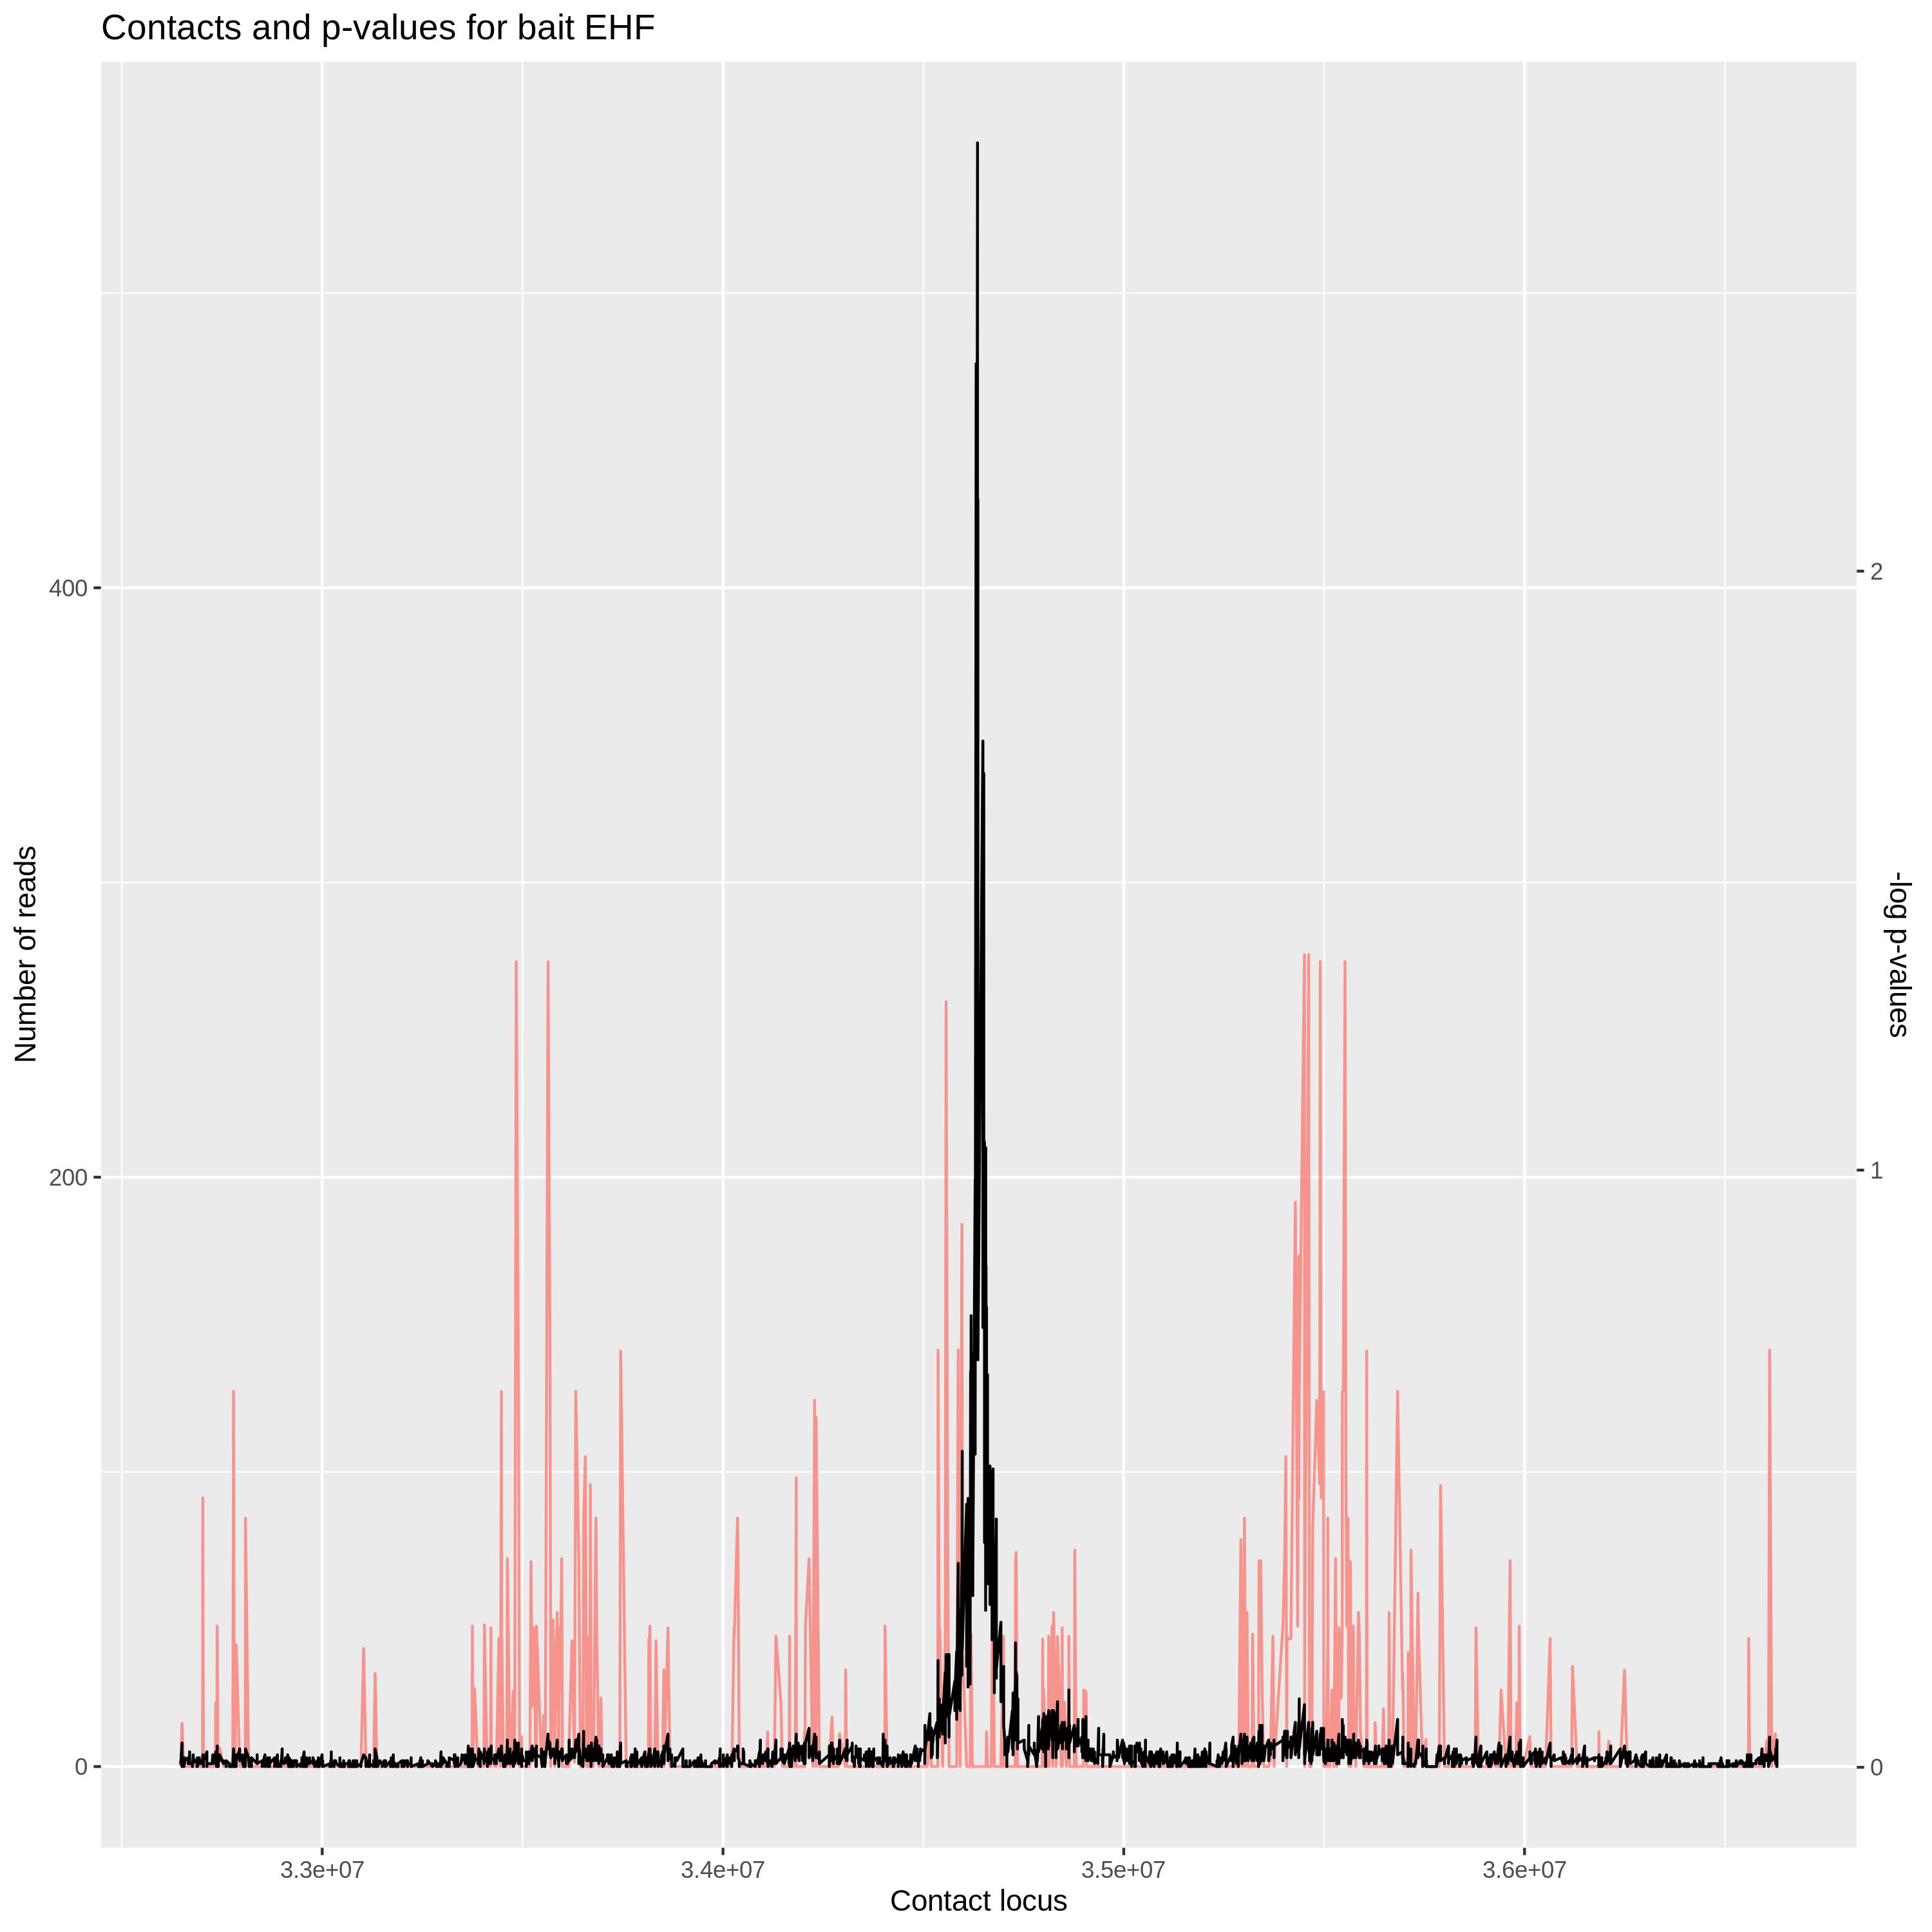 Contacts and p-values for bait EHF
Number of reads
400
200
0
2
1
0
-log p-values
3.3e+07
3.4e+07
3.5e+07
3.6e+07
Contact locus